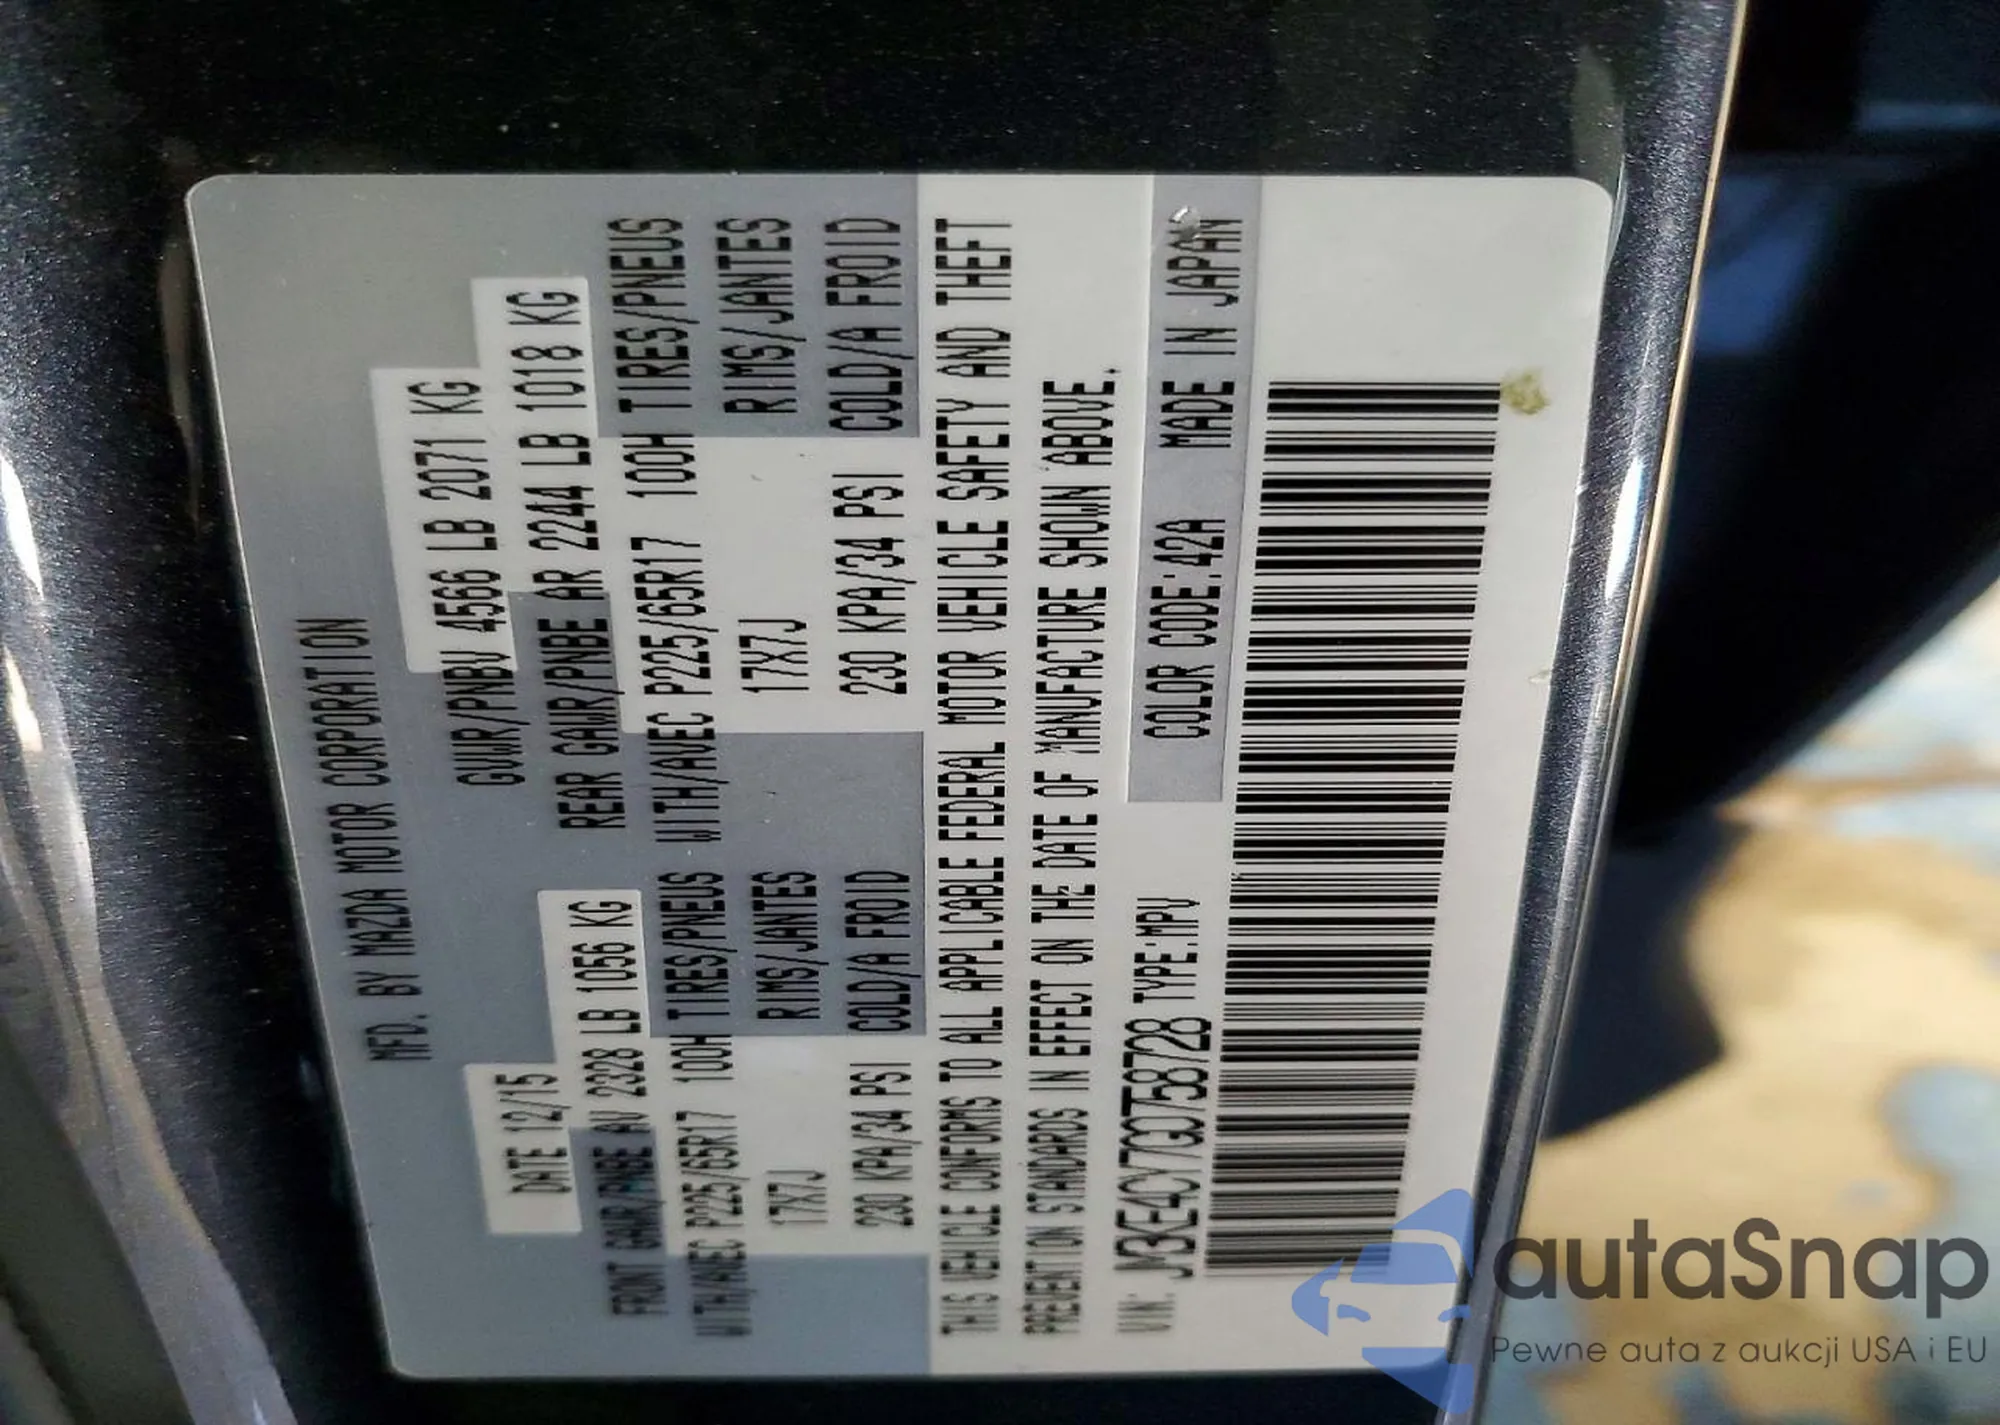 MFD. BY MAZDA MOTOR CORPORATION
DATE 12/15 GVWR/PNBV 4566 LB 2071 KG
FRONT GAWR/PNBE AV 2328 LB 1056 KG REAR GAWR/PNBE AR 2244 LB 1018 KG
WITH/AVEC P225/65R17 100H TIRES/PNEUS WITH/AVEC P225/65R17 100H TIRES/PNEUS
17X7J RIMS/JANTES 17X7J RIMS/JANTES
230 KPA/34 PSI COLD/A FROID 230 KPA/34 PSI COLD/A FROID
THIS VEHICLE CONFORMS TO ALL APPLICABLE FEDERAL MOTOR VEHICLE SAFETY AND THEFT
PREVENTION STANDARDS IN EFFECT ON THE DATE OF MANUFACTURE SHOWN ABOVE.
VIN: JM3KE4CY7G0758728 TYPE:MPV COLOR CODE:42A MADE IN JAPAN
autaSnap
Pewne auta z aukcji USA i EU